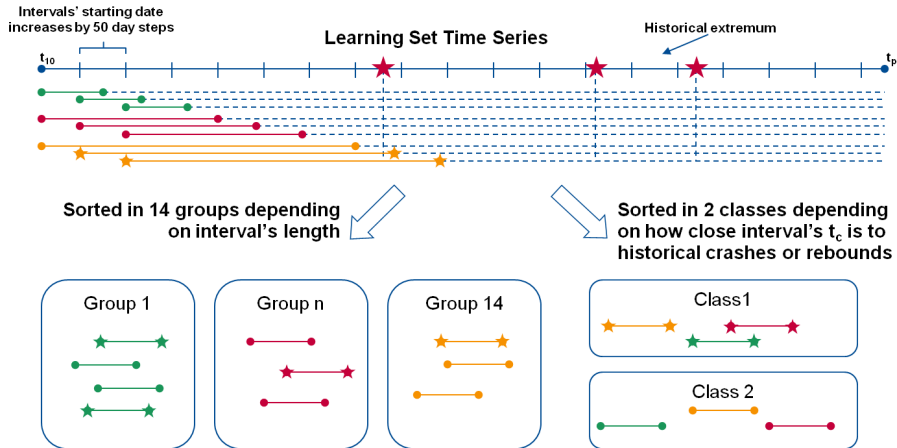 Intervals' starting date
increases by 50 day steps
Learning Set Time Series
Historical extremum
t10
tp
Sorted in 14 groups depending
on interval's length
Sorted in 2 classes depending
on how close interval's tc is to
historical crashes or rebounds
Group 1
Group n
Group 14
Class1
Class 2